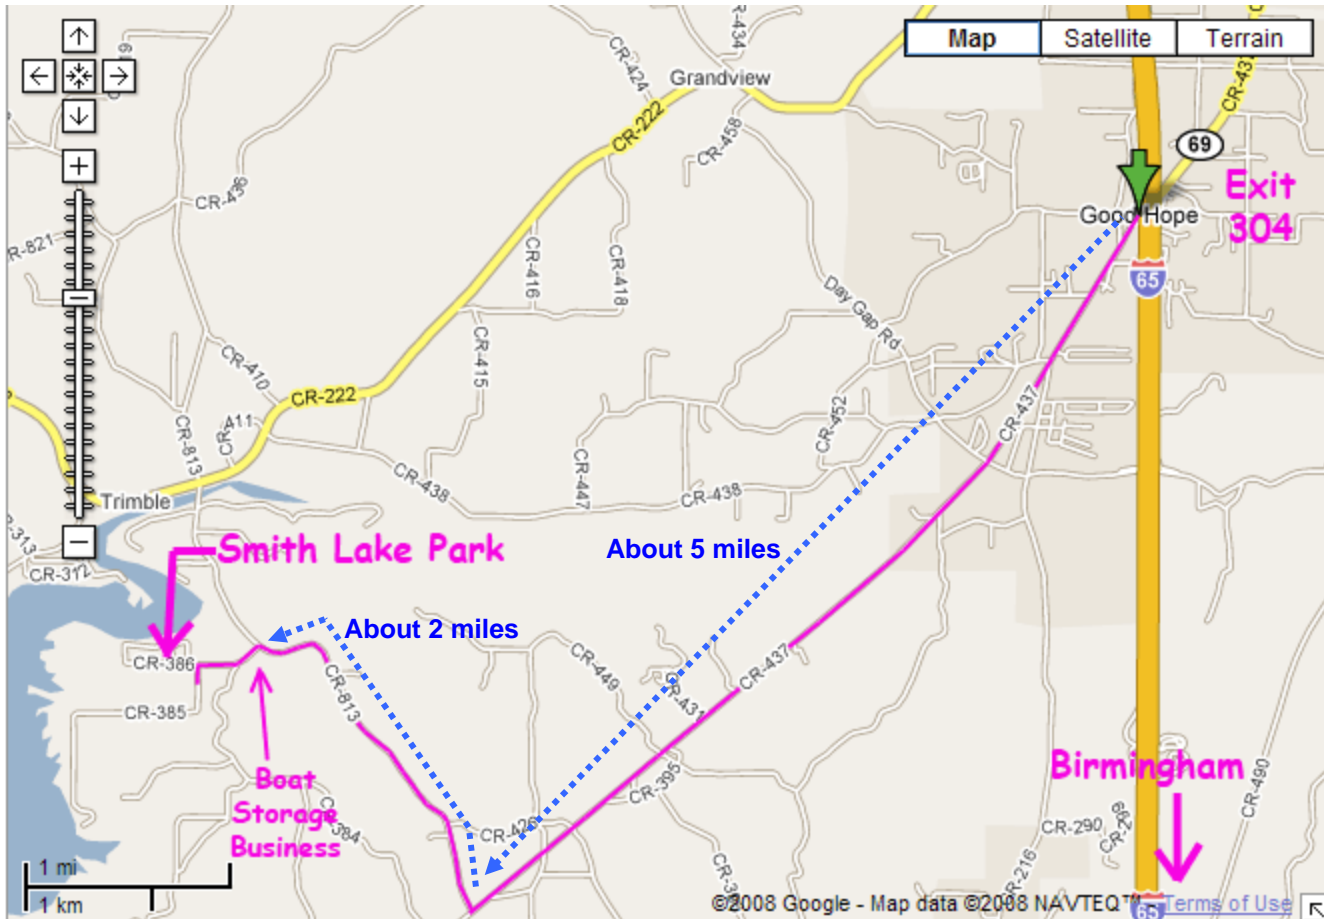 Map
Satellite
Terrain
CR-434
CR-424
Grandview
CR-437
CR-222
CR-458
69
CR-436
Exit
304
Good Hope
R-821
65
CR-416
CR-418
Day Gap Rd
CR-410
CR-415
CR-222
CR-452
CR-437
A11
CR
CR-813
CR-438
CR-447
CR-438
Trimble
313
CR-312
Smith Lake Park
About 5 miles
About 2 miles
CR-386
CR-449
CR-437
CR-431
CR-813
CR-385
Birmingham
Boat
Storage
Business
CR-395
CR-490
CR-384
CR-426
CR-290
CR-216
1 mi
1 km
©2008 Google - Map data ©2008 NAVTEQ™
Terms of Use
65